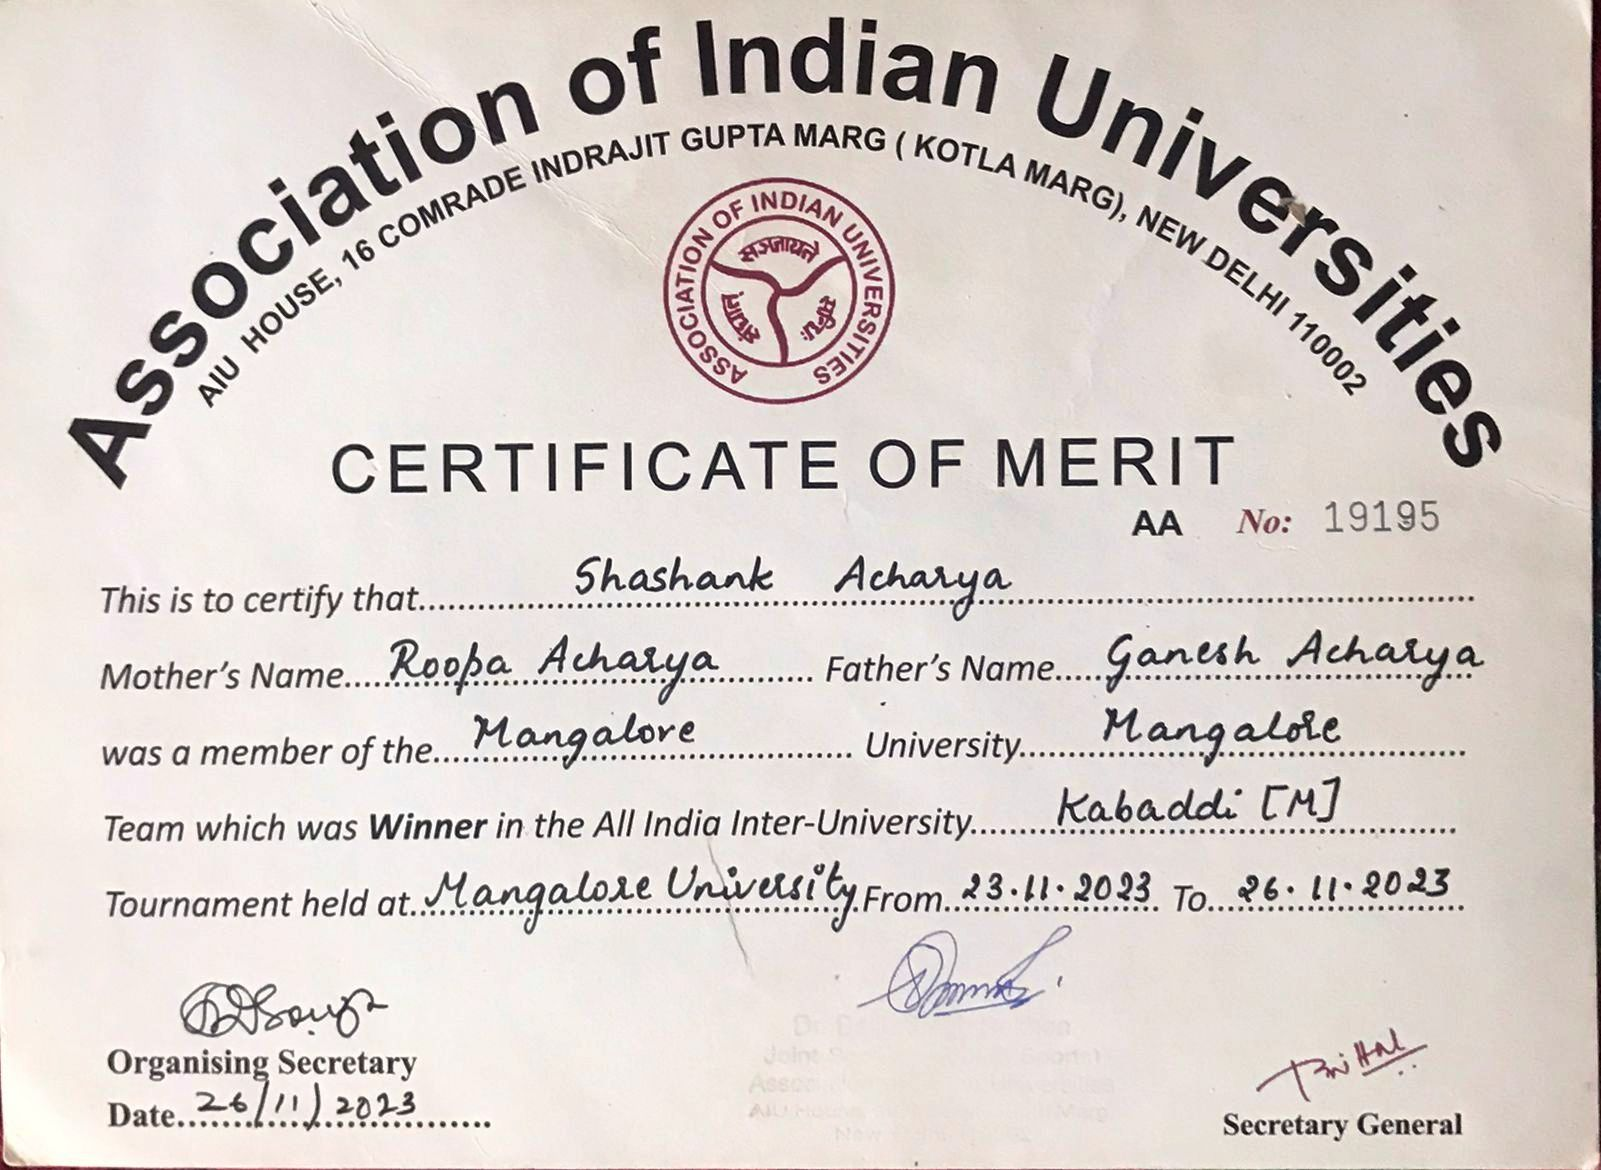 Association of Indian Universities
AIU HOUSE, 16 COMRADE INDRAJIT GUPTA MARG ( KOTLA MARG), NEW DELHI 110002
ASSOCIATION OF INDIAN UNIVERSITIES
CERTIFICATE OF MERIT
AA No: 19195
This is to certify that Shashank Acharya
Mother's Name Roopa Acharya Father's Name Ganesh Acharya
was a member of the Mangalore University Mangalore
Team which was Winner in the All India Inter-University Kabaddi [M]
Tournament held at Mangalore University From 23.11.2023 To 26.11.2023
Organising Secretary
Date 26/11/2023
Secretary General